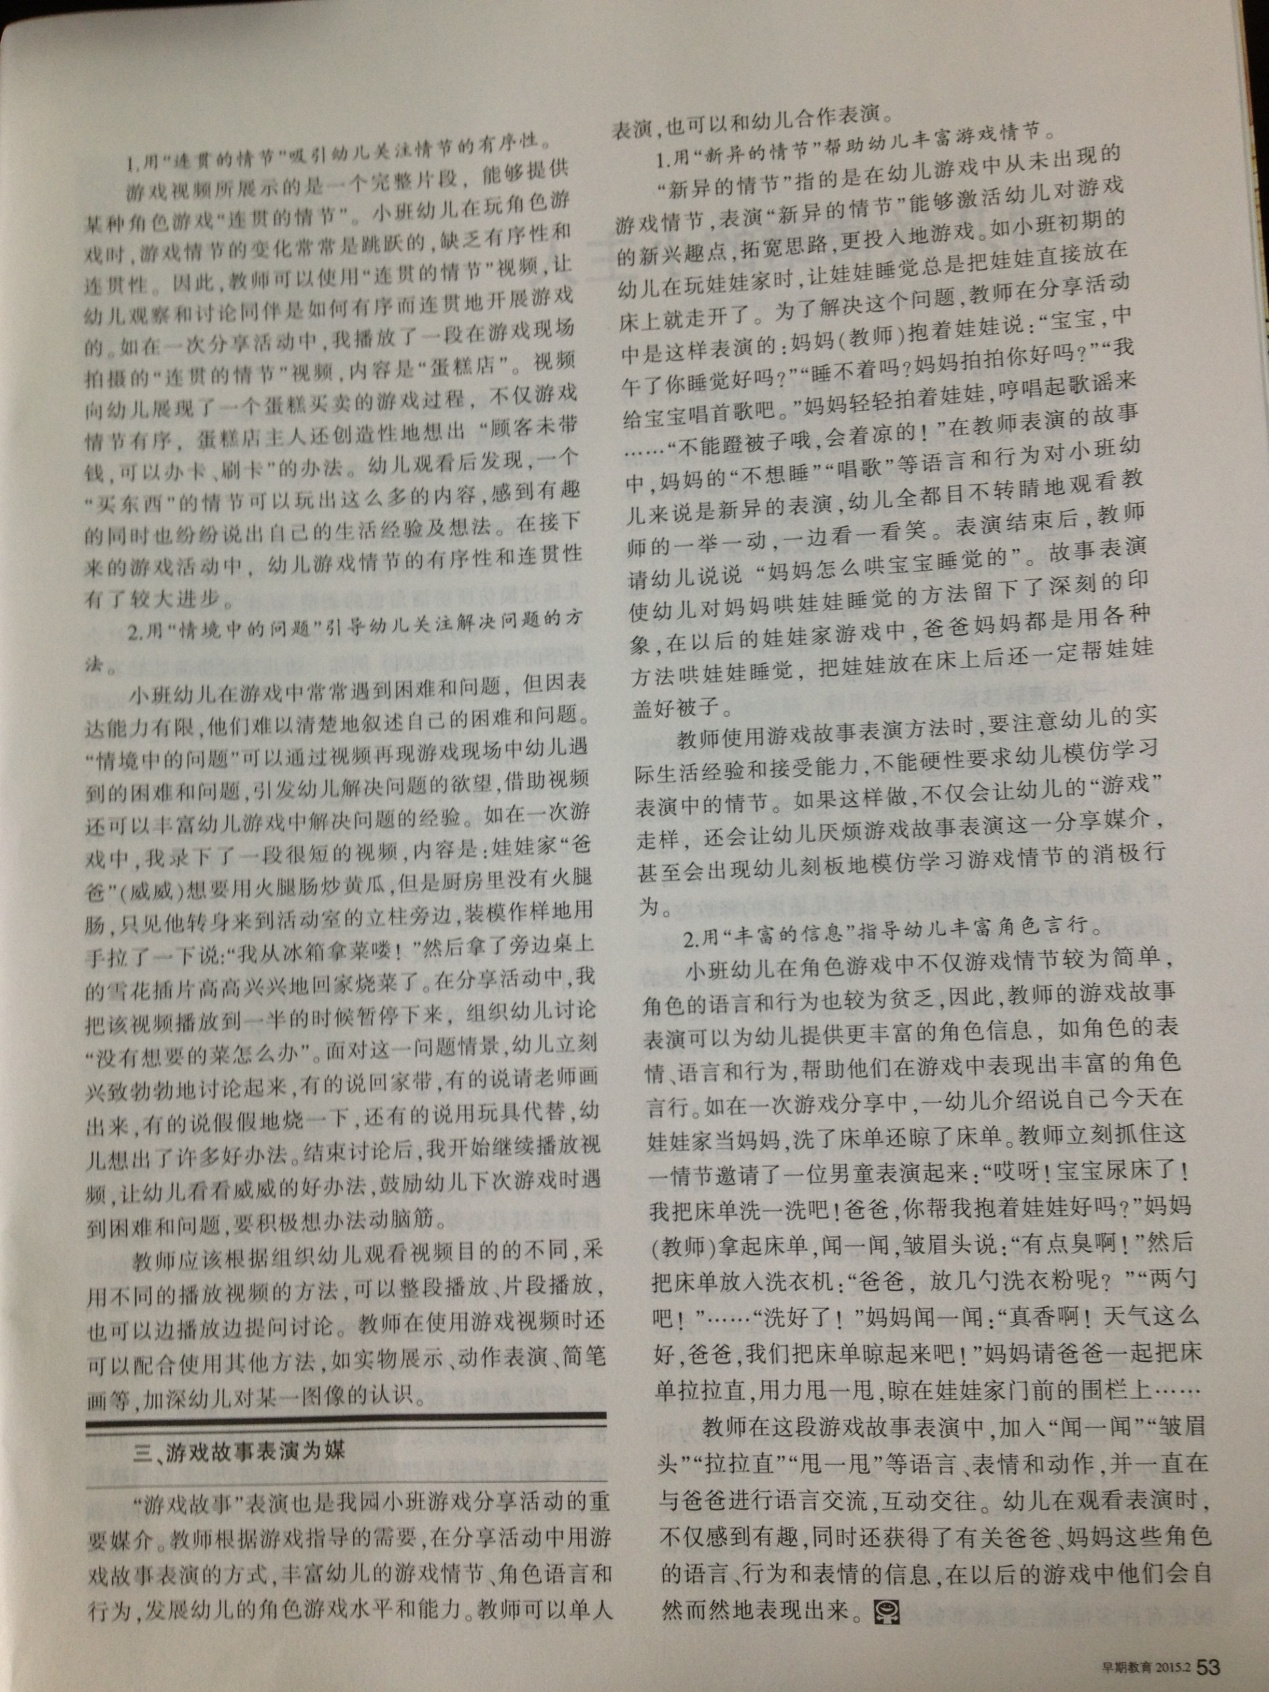 1.用“连贯的情节”吸引幼儿关注情节的有序性。
游戏视频所展示的是一个完整片段，能够提供
某种角色游戏“连贯的情节”。小班幼儿在玩角色游
戏时,游戏情节的变化常常是跳跃的,缺乏有序性和
连贯性。因此,教师可以使用“连贯的情节”视频,让
幼儿观察和讨论同伴是如何有序而连贯地开展游戏
的。如在一次分享活动中,我播放了一段在游戏现场
拍摄的“连贯的情节”视频,内容是“蛋糕店”。视频
向幼儿展现了一个蛋糕买卖的游戏过程，不仅游戏
情节有序，蛋糕店主人还创造性地想出“顾客未带
钱,可以办卡、刷卡”的办法。幼儿观看后发现,一个
“买东西”的情节可以玩出这么多的内容,感到有趣
的同时也纷纷说出自己的生活经验及想法。在接下
来的游戏活动中，幼儿游戏情节的有序性和连贯性
有了较大进步。
2.用“情境中的问题”引导幼儿关注解决问题的方
法。
小班幼儿在游戏中常常遇到困难和问题，但因表
达能力有限,他们难以清楚地叙述自己的困难和问题。
“情境中的问题”可以通过视频再现游戏现场中幼儿遇
到的困难和问题,引发幼儿解决问题的欲望,借助视频
还可以丰富幼儿游戏中解决问题的经验。如在一次游
戏中,我录下了一段很短的视频,内容是:娃娃家“爸
爸”(威威)想要用火腿肠炒黄瓜,但是厨房里没有火腿
肠,只见他转身来到活动室的立柱旁边,装模作样地用
手拉了一下说:“我从冰箱拿菜喽！”然后拿了旁边桌上
的雪花插片高高兴兴地回家烧菜了。在分享活动中,我
把该视频播放到一半的时候暂停下来，组织幼儿讨论
“没有想要的菜怎么办”。面对这一问题情景,幼儿立刻
兴致勃勃地讨论起来,有的说回家带,有的说请老师画
出来,有的说假假地烧一下,还有的说用玩具代替,幼
儿想出了许多好办法。结束讨论后,我开始继续播放视
频,让幼儿看看威威的好办法,鼓励幼儿下次游戏时遇
到困难和问题,要积极想办法动脑筋。
教师应该根据组织幼儿观看视频目的的不同,采
用不同的播放视频的方法,可以整段播放、片段播放,
也可以边播放边提问讨论。教师在使用游戏视频时还
可以配合使用其他方法,如实物展示、动作表演、简笔
画等,加深幼儿对某一图像的认识。
三、游戏故事表演为媒
“游戏故事”表演也是我园小班游戏分享活动的重
要媒介。教师根据游戏指导的需要,在分享活动中用游
戏故事表演的方式,丰富幼儿的游戏情节、角色语言和
行为,发展幼儿的角色游戏水平和能力。教师可以单人
表演,也可以和幼儿合作表演。
1.用“新异的情节”帮助幼儿丰富游戏情节。
“新异的情节”指的是在幼儿游戏中从未出现的
游戏情节,表演“新异的情节”能够激活幼儿对游戏
的新兴趣点,拓宽思路,更投入地游戏。如小班初期的
幼儿在玩娃娃家时,让娃娃睡觉总是把娃娃直接放在
床上就走开了。为了解决这个问题,教师在分享活动
中是这样表演的:妈妈(教师)抱着娃娃说:“宝宝,中
午了你睡觉好吗?”“睡不着吗?妈妈拍拍你好吗?”“我
给宝宝唱首歌吧。”妈妈轻轻拍着娃娃,哼唱起歌谣来
……“不能蹬被子哦,会着凉的！”在教师表演的故事
中,妈妈的“不想睡”“唱歌”等语言和行为对小班幼
儿来说是新异的表演,幼儿全都目不转睛地观看教
师的一举一动,一边看一看笑。表演结束后,教师
请幼儿说说“妈妈怎么哄宝宝睡觉的”。故事表演
使幼儿对妈妈哄娃娃睡觉的方法留下了深刻的印
象,在以后的娃娃家游戏中,爸爸妈妈都是用各种
方法哄娃娃睡觉，把娃娃放在床上后还一定帮娃娃
盖好被子。
教师使用游戏故事表演方法时,要注意幼儿的实
际生活经验和接受能力,不能硬性要求幼儿模仿学习
表演中的情节。如果这样做,不仅会让幼儿的“游戏”
走样，还会让幼儿厌烦游戏故事表演这一分享媒介,
甚至会出现幼儿刻板地模仿学习游戏情节的消极行
为。
2.用“丰富的信息”指导幼儿丰富角色言行。
小班幼儿在角色游戏中不仅游戏情节较为简单,
角色的语言和行为也较为贫乏,因此,教师的游戏故事
表演可以为幼儿提供更丰富的角色信息，如角色的表
情、语言和行为,帮助他们在游戏中表现出丰富的角色
言行。如在一次游戏分享中,一幼儿介绍说自己今天在
娃娃家当妈妈,洗了床单还晾了床单。教师立刻抓住这
一情节邀请了一位男童表演起来:“哎呀！宝宝尿床了！
我把床单洗一洗吧！爸爸,你帮我抱着娃娃好吗?”妈妈
(教师)拿起床单,闻一闻,皱眉头说:“有点臭啊！”然后
把床单放入洗衣机:“爸爸，放几勺洗衣粉呢？”“两勺
吧！”……“洗好了！”妈妈闻一闻:“真香啊！天气这么
好,爸爸,我们把床单晾起来吧！”妈妈请爸爸一起把床
单拉拉直,用力甩一甩,晾在娃娃家门前的围栏上……
教师在这段游戏故事表演中,加入“闻一闻”“皱眉
头”“拉拉直”“甩一甩”等语言、表情和动作,并一直在
与爸爸进行语言交流,互动交往。幼儿在观看表演时,
不仅感到有趣,同时还获得了有关爸爸、妈妈这些角色
的语言、行为和表情的信息,在以后的游戏中他们会自
然而然地表现出来。
早期教育 2015.2 53